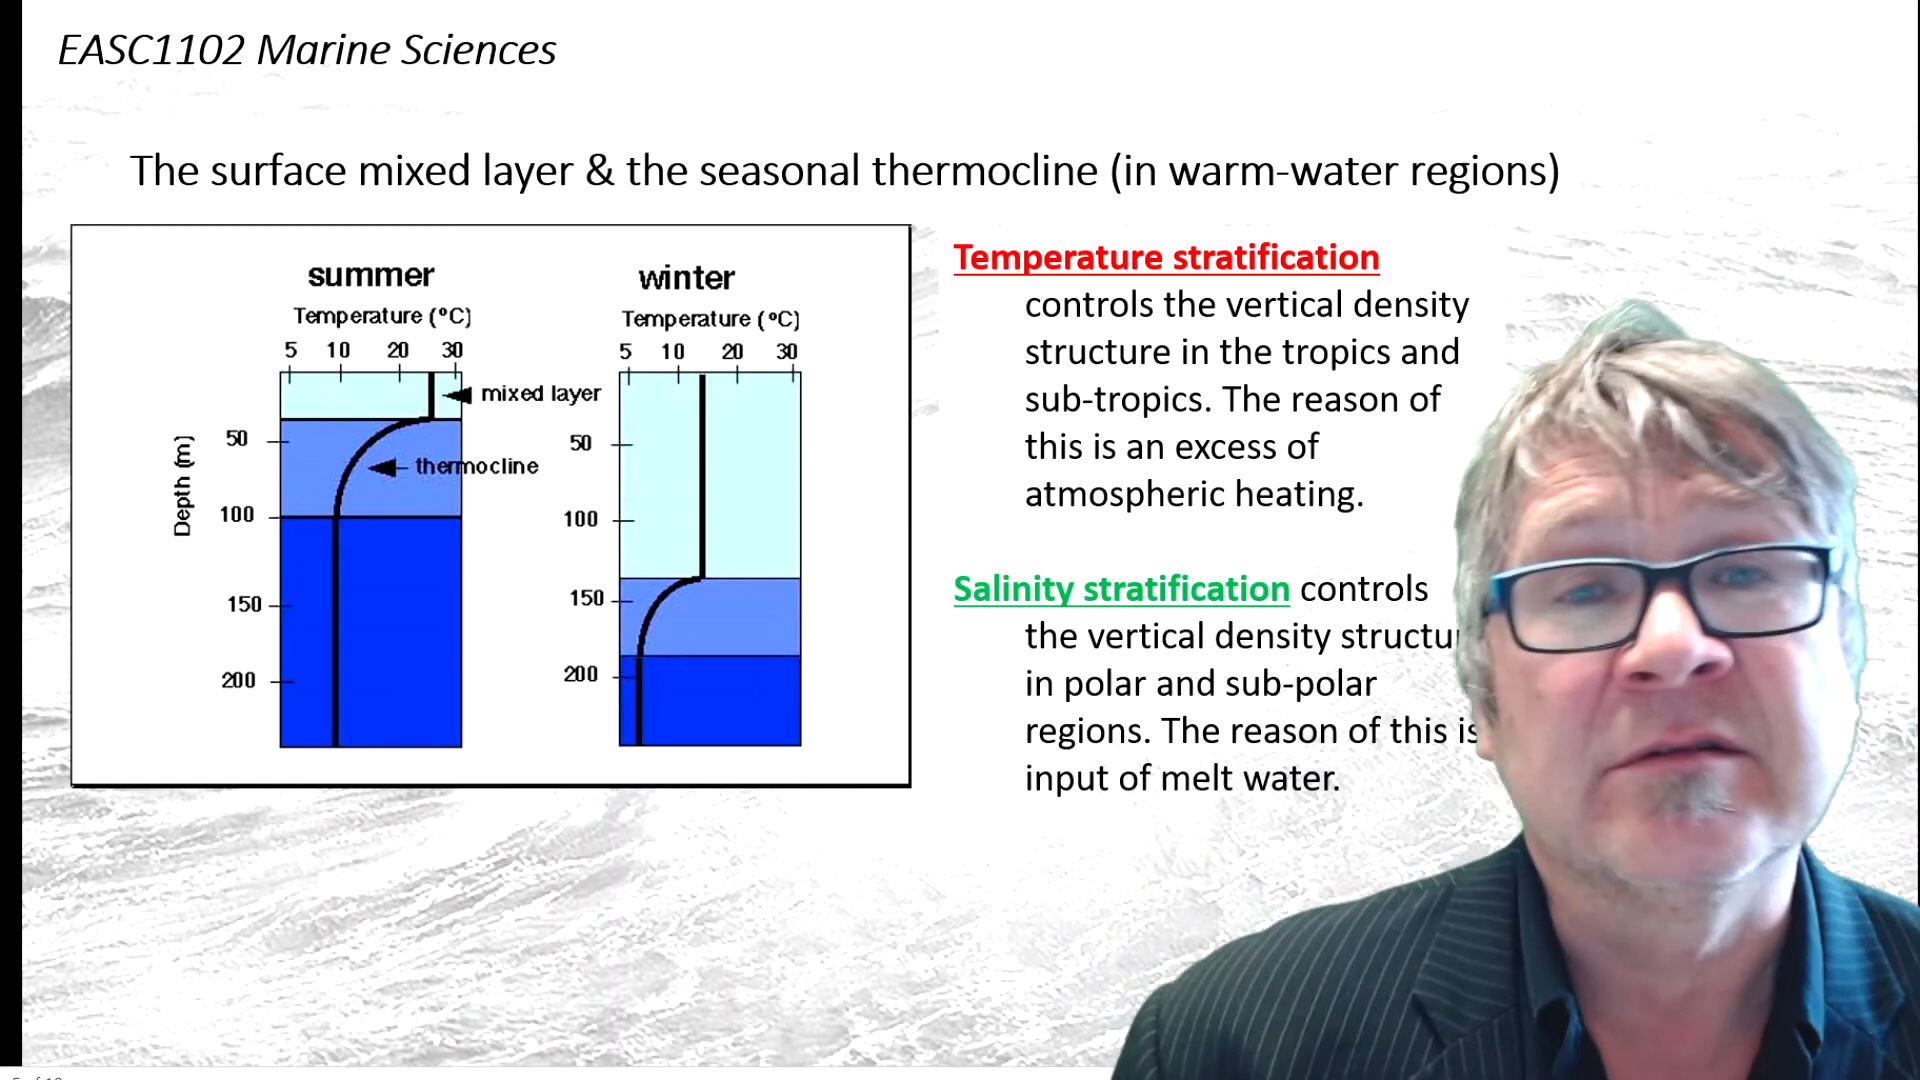 EASC1102 Marine Sciences
The surface mixed layer & the seasonal thermocline (in warm-water regions)
summer
Temperature (°C)
5 10 20 30
mixed layer
thermocline
Depth (m)
50
100
150
200
winter
Temperature (°C)
5 10 20 30
50
100
150
200
Temperature stratification
controls the vertical density
structure in the tropics and
sub-tropics. The reason of
this is an excess of
atmospheric heating.
Salinity stratification controls
the vertical density structu
in polar and sub-polar
regions. The reason of this is
input of melt water.